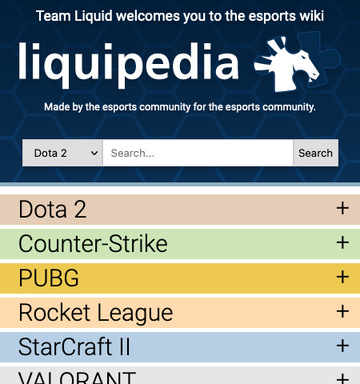 Team Liquid welcomes you to the esports wiki
liquipedia
Made by the esports community for the esports community.
Dota 2 Search... Search
Dota 2 +
Counter-Strike +
PUBG +
Rocket League +
StarCraft II +
VALORANT